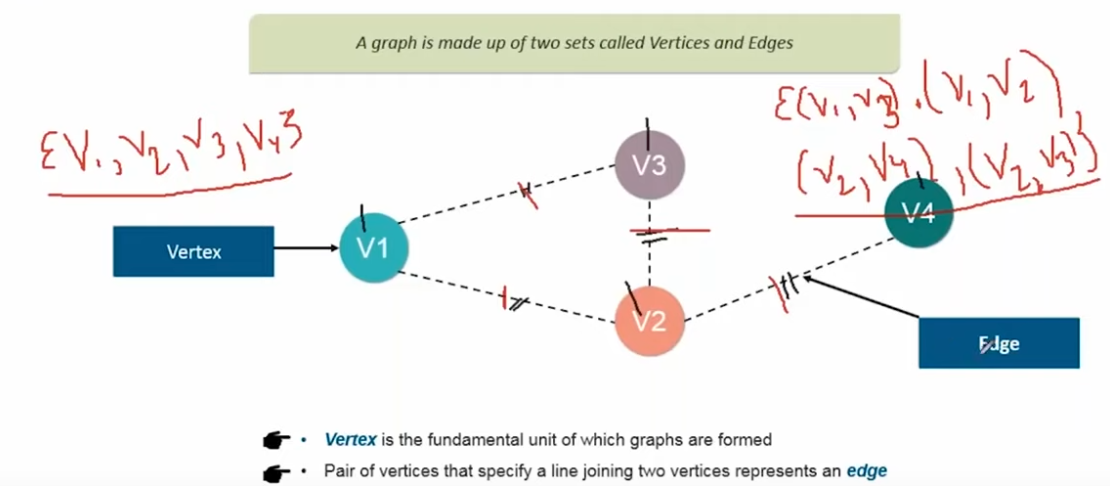 A graph is made up of two sets called Vertices and Edges
{V1, V2, V3, V4}
{(V1, V3), (V1, V2),
(V2, V4), (V2, V3)}
V3
V4
Vertex
V1
V2
Edge
• Vertex is the fundamental unit of which graphs are formed
• Pair of vertices that specify a line joining two vertices represents an edge